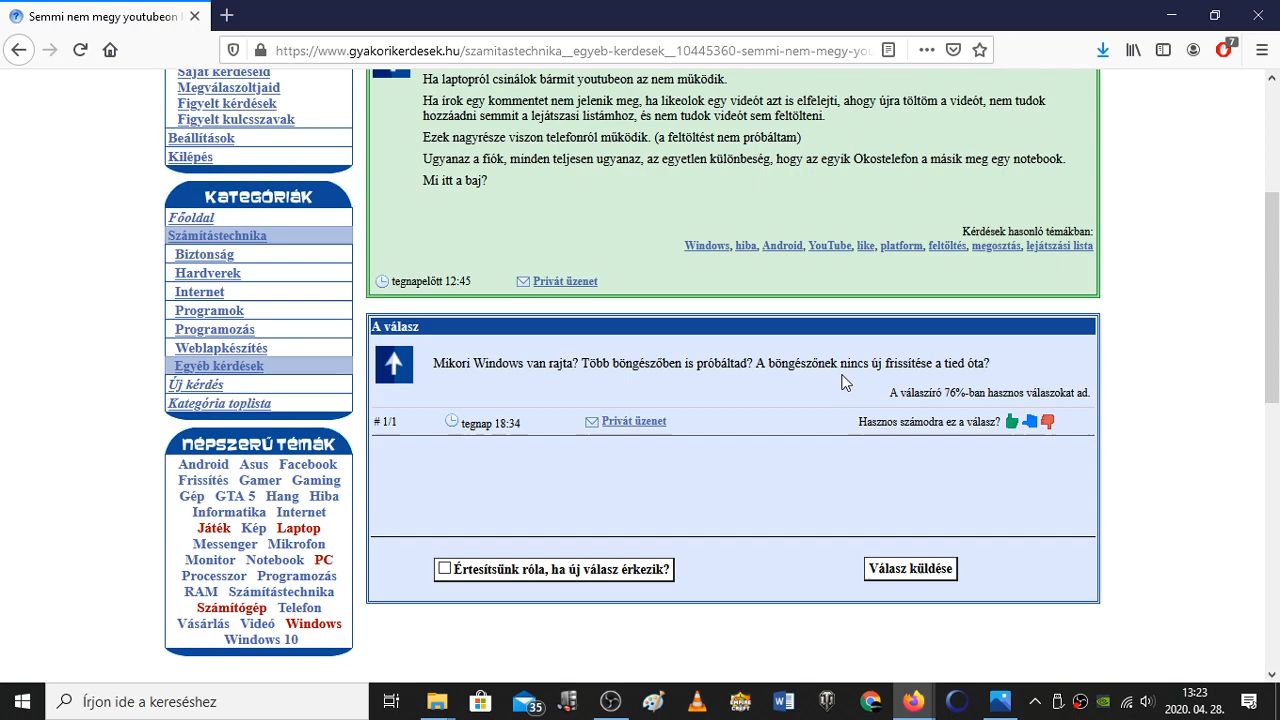 Semmi nem megy youtubeon
https://www.gyakorikerdesek.hu/szamitastechnika__egyeb-kerdesek__10445360-semmi-nem-megy-you
7
Saját kérdéseid
Megválaszoltjaid
Figyelt kérdések
Figyelt kulcsszavak
Beállítások
Kilépés
Kategóriák
Főoldal
Számítástechnika
Biztonság
Hardverek
Internet
Programok
Programozás
Weblapkészítés
Egyéb kérdések
Új kérdés
Kategória toplista
Népszerű témák
Android Asus Facebook
Frissítés Gamer Gaming
Gép GTA 5 Hang Hiba
Informatika Internet
Játék Kép Laptop
Messenger Mikrofon
Monitor Notebook PC
Processzor Programozás
RAM Számítástechnika
Számítógép Telefon
Vásárlás Videó Windows
Windows 10
Ha laptopról csinálok bármit youtubeon az nem müködik.
Ha írok egy kommentet nem jelenik meg, ha likeolok egy videót azt is elfelejti, ahogy újra töltöm a videót, nem tudok
hozzáadni semmit a lejátszasi listámhoz, és nem tudok videót sem feltölteni.
Ezek nagyrésze viszon telefonról müködik. (a feltöltést nem próbáltam)
Ugyanaz a fiók, minden teljesen ugyanaz, az egyetlen különbeség, hogy az egyik Okostelefon a másik meg egy notebook.
Mi itt a baj?
Kérdések hasonló témákban:
Windows, hiba, Android, YouTube, like, platform, feltöltés, megosztás, lejátszási lista
tegnapelőtt 12:45 Privát üzenet
A válasz
Mikori Windows van rajta? Több böngészőben is próbáltad? A böngészőnek nincs új frissítése a tied óta?
A válaszíró 76%-ban hasznos válaszokat ad.
# 1/1 tegnap 18:34 Privát üzenet Hasznos számodra ez a válasz?
Értesítsünk róla, ha új válasz érkezik? Válasz küldése
Írjon ide a kereséshez
35
EMPIRE CRAFT
13:23
2020. 04. 28.